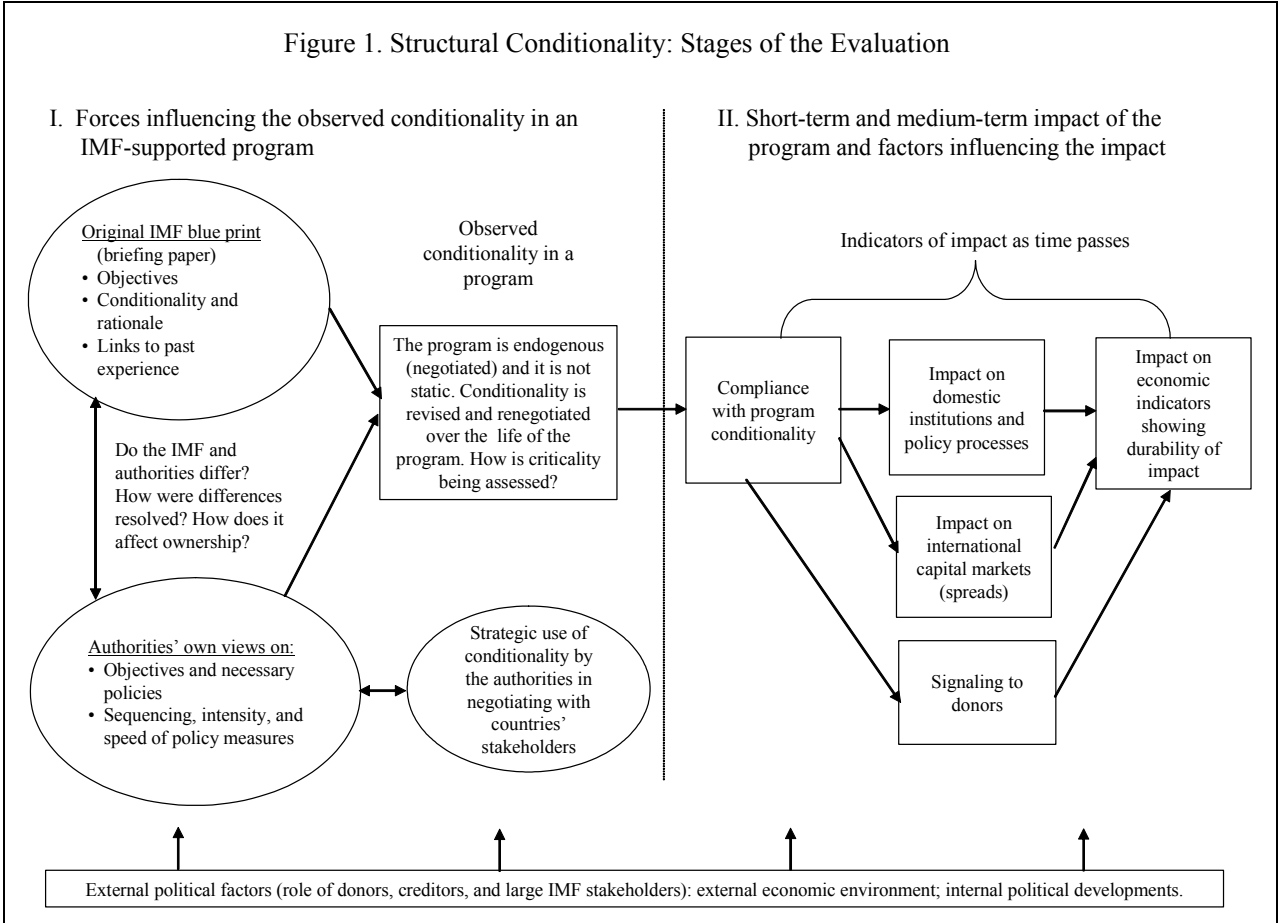 Figure 1. Structural Conditionality: Stages of the Evaluation
I. Forces influencing the observed conditionality in an
IMF-supported program
Original IMF blue print
(briefing paper)
• Objectives
• Conditionality and
rationale
• Links to past
experience
Observed
conditionality in a
program
The program is endogenous
(negotiated) and it is not
static. Conditionality is
revised and renegotiated
over the life of the
program. How is criticality
being assessed?
Do the IMF and
authorities differ?
How were differences
resolved? How does it
affect ownership?
Authorities' own views on:
• Objectives and necessary
policies
• Sequencing, intensity, and
speed of policy measures
Strategic use of
conditionality by
the authorities in
negotiating with
countries'
stakeholders
II. Short-term and medium-term impact of the
program and factors influencing the impact
Indicators of impact as time passes
Compliance
with program
conditionality
Impact on
domestic
institutions and
policy processes
Impact on
economic
indicators
showing
durability of
impact
Impact on
international
capital markets
(spreads)
Signaling to
donors
External political factors (role of donors, creditors, and large IMF stakeholders): external economic environment; internal political developments.